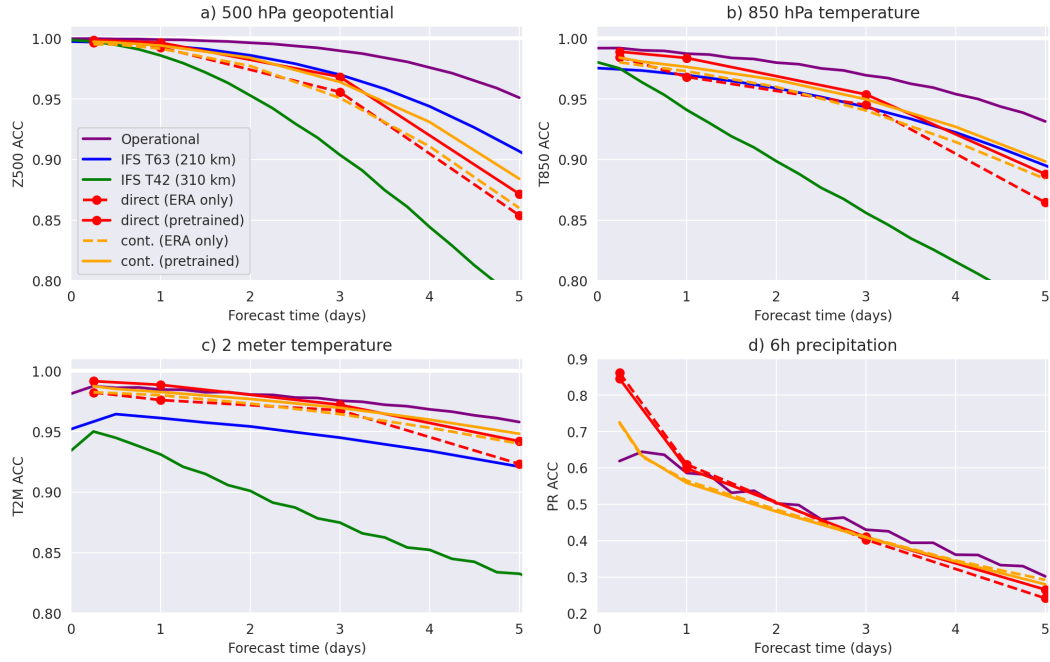 a) 500 hPa geopotential
1.00
0.95
0.90
0.85
0.80
Z500 ACC
Operational
IFS T63 (210 km)
IFS T42 (310 km)
direct (ERA only)
direct (pretrained)
cont. (ERA only)
cont. (pretrained)
0 1 2 3 4 5
Forecast time (days)
b) 850 hPa temperature
1.00
0.95
0.90
0.85
0.80
T850 ACC
0 1 2 3 4 5
Forecast time (days)
c) 2 meter temperature
1.00
0.95
0.90
0.85
0.80
T2M ACC
0 1 2 3 4 5
Forecast time (days)
d) 6h precipitation
0.9
0.8
0.7
0.6
0.5
0.4
0.3
0.2
PR ACC
0 1 2 3 4 5
Forecast time (days)